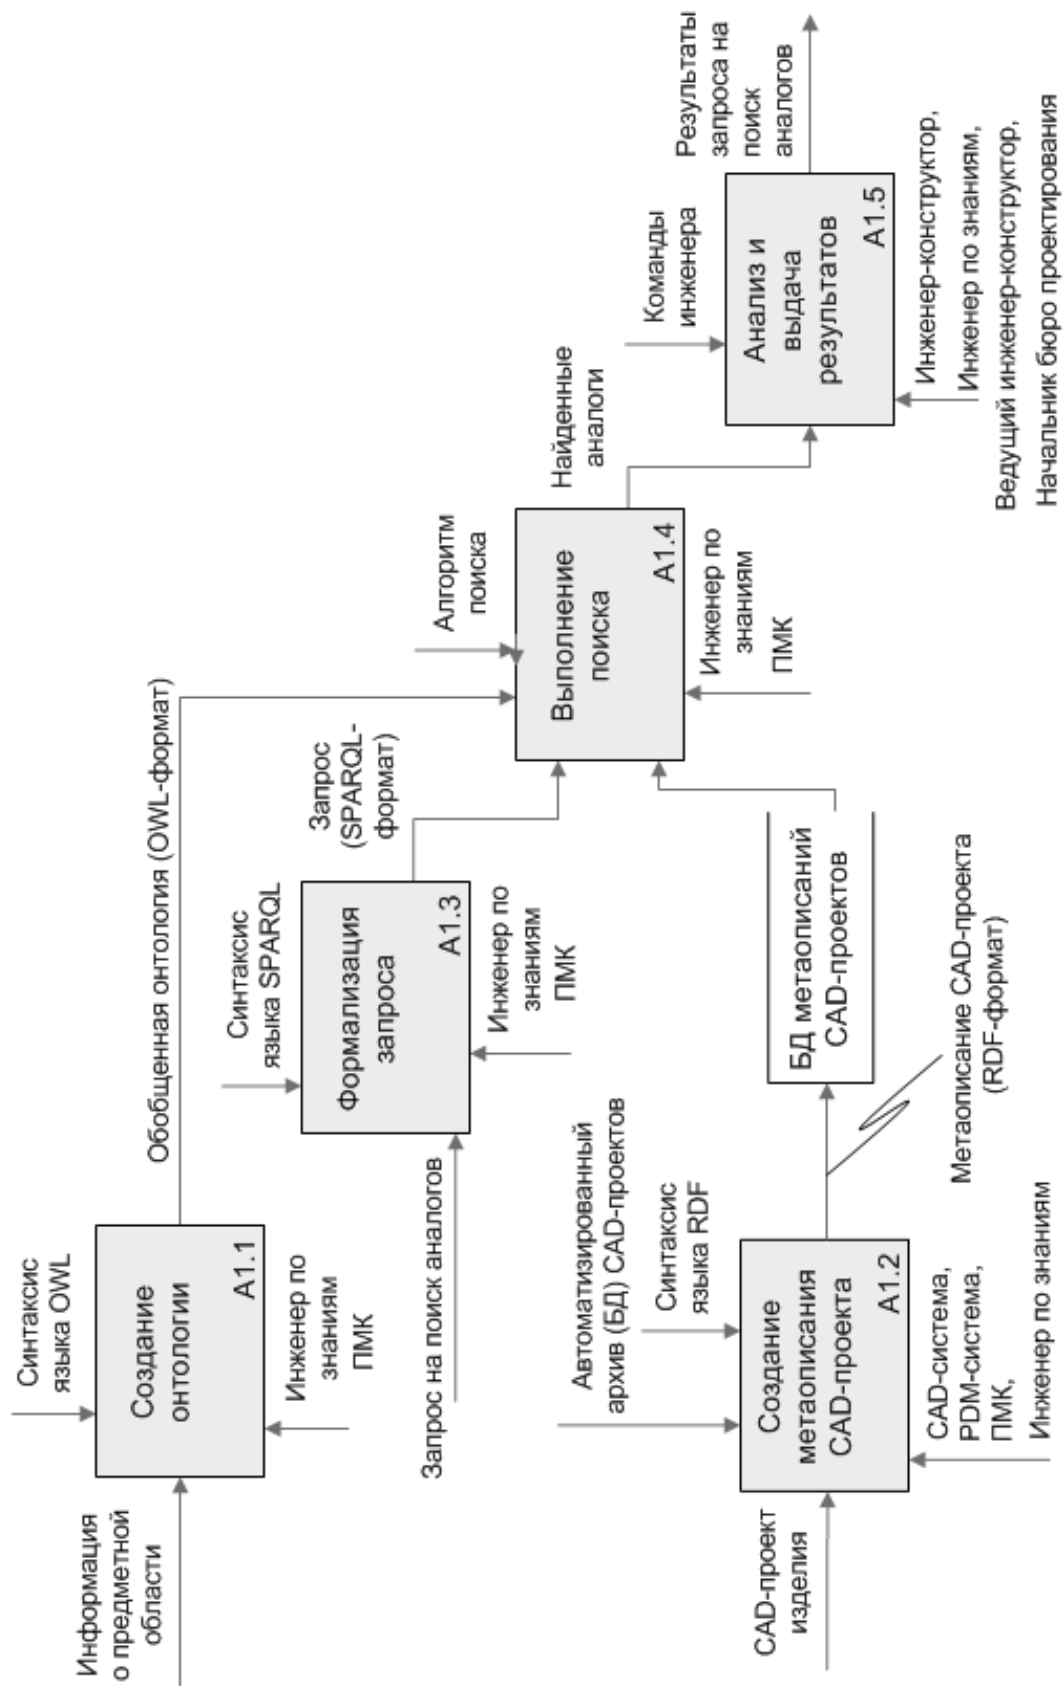 Информация
о предметной
области
Синтаксис
языка OWL
Создание
онтологии
A1.1
Инженер по
знаниям
ПМК
Обобщенная онтология (OWL-формат)
Запрос на поиск аналогов
Синтаксис
языка SPARQL
Формализация
запроса
A1.3
Инженер по
знаниям
ПМК
Запрос
(SPARQL-
формат)
CAD-проект
изделия
Автоматизированный
архив (БД) CAD-проектов
Синтаксис
языка RDF
Создание
метаописания
CAD-проекта
A1.2
CAD-система,
PDM-система,
ПМК,
Инженер по знаниям
Метаописание CAD-проекта
(RDF-формат)
БД метаописаний
CAD-проектов
Алгоритм
поиска
Выполнение
поиска
A1.4
Инженер по
знаниям
ПМК
Найденные
аналоги
Команды
инженера
Анализ и
выдача
результатов
A1.5
Инженер-конструктор,
Инженер по знаниям,
Ведущий инженер-конструктор,
Начальник бюро проектирования
Результаты
запроса на
поиск
аналогов